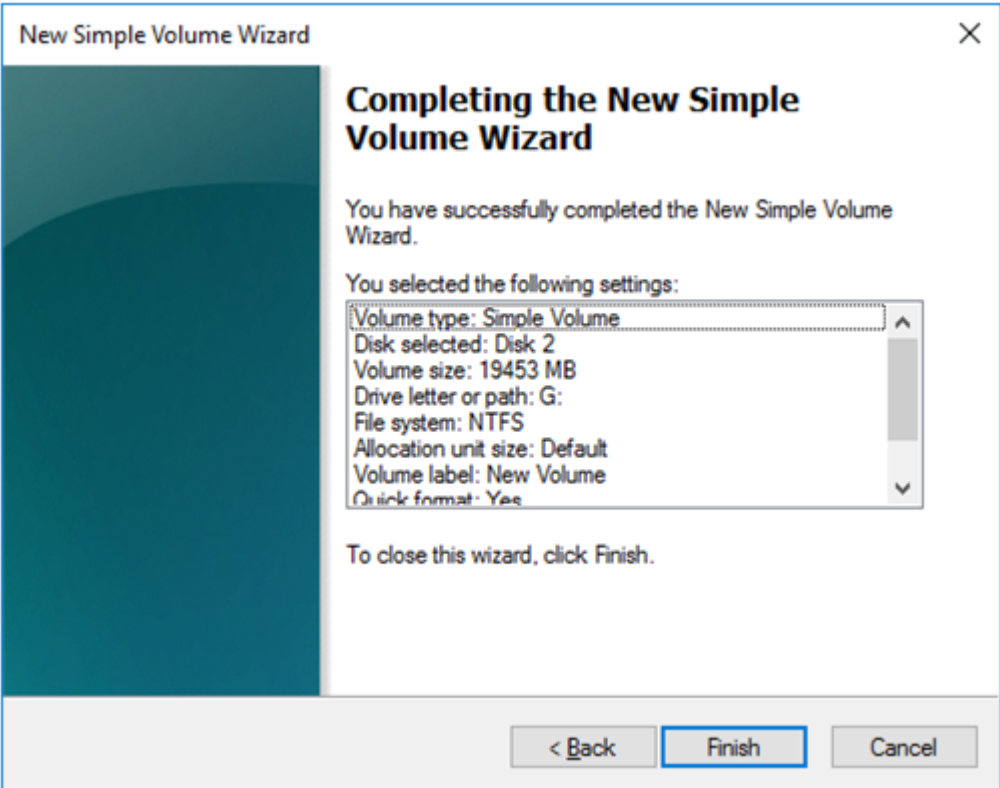 New Simple Volume Wizard
Completing the New Simple
Volume Wizard
You have successfully completed the New Simple Volume
Wizard.
You selected the following settings:
Volume type: Simple Volume
Disk selected: Disk 2
Volume size: 19453 MB
Drive letter or path: G:
File system: NTFS
Allocation unit size: Default
Volume label: New Volume
Quick format: Yes
To close this wizard, click Finish.
< Back
Finish
Cancel